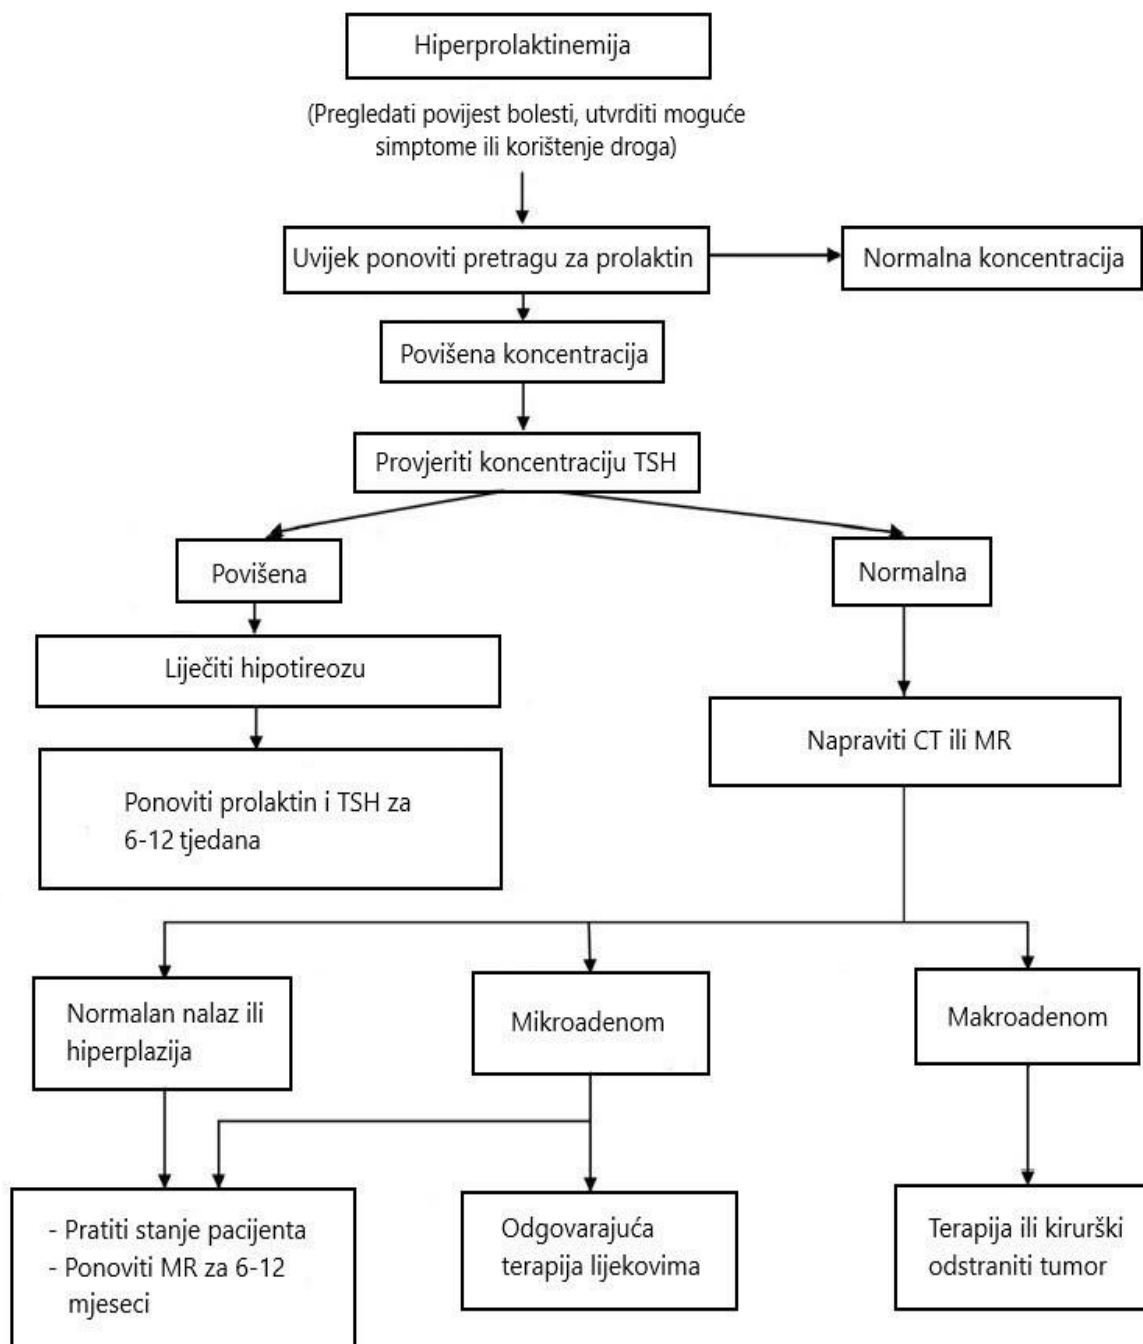 Hiperprolaktinemija
(Pregledati povijest bolesti, utvrditi moguće
simptome ili korištenje droga)
Uvijek ponoviti pretragu za prolaktin
Normalna koncentracija
Povišena koncentracija
Provjeriti koncentraciju TSH
Povišena
Normalna
Liječiti hipotireozu
Napraviti CT ili MR
Ponoviti prolaktin i TSH za
6-12 tjedana
Normalan nalaz ili
hiperplazija
Mikroadenom
Makroadenom
- Pratiti stanje pacijenta
- Ponoviti MR za 6-12
mjeseci
Odgovarajuća
terapija lijekovima
Terapija ili kirurški
odstraniti tumor